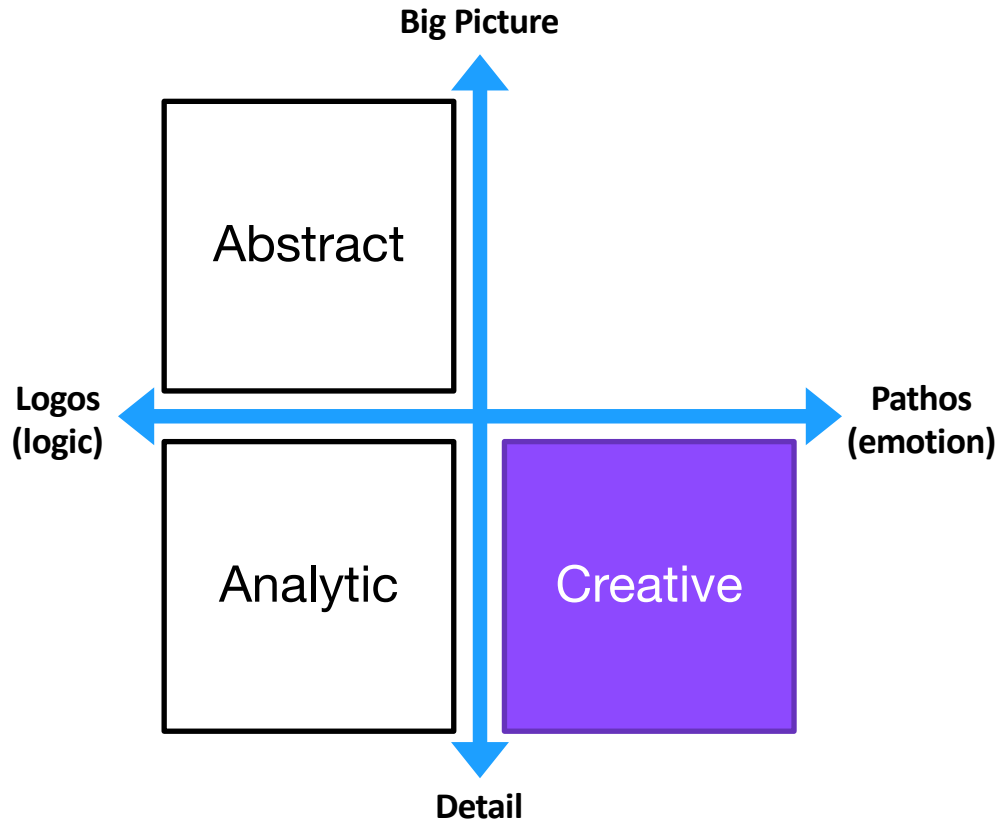 Big Picture
Abstract
Logos
(logic)
Pathos
(emotion)
Analytic
Creative
Detail